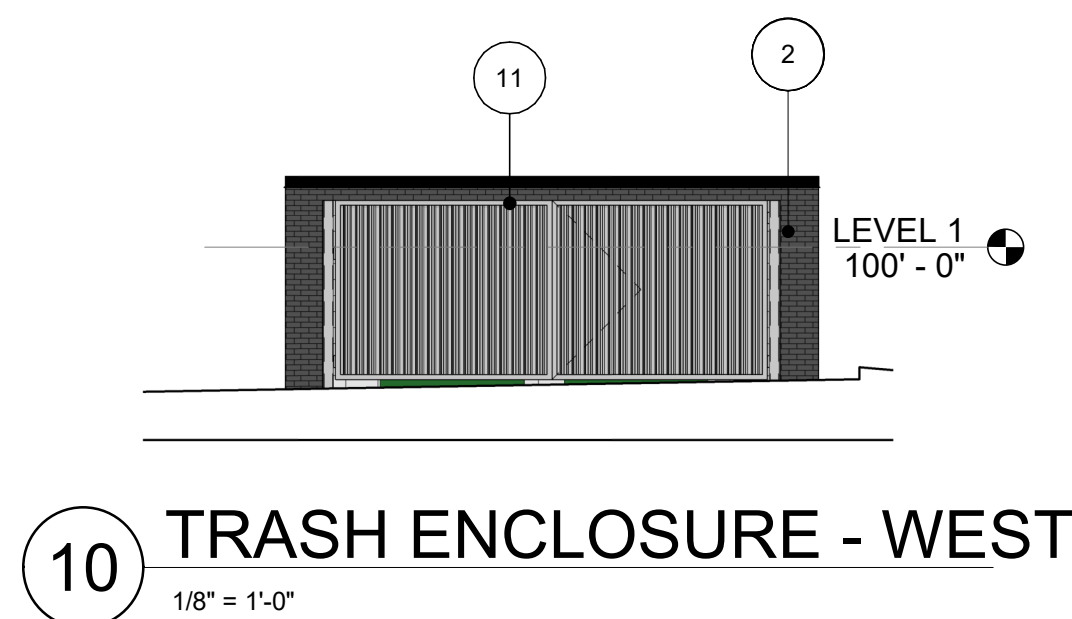 11
2
LEVEL 1
100' - 0"
10
TRASH ENCLOSURE - WEST
1/8" = 1'-0"